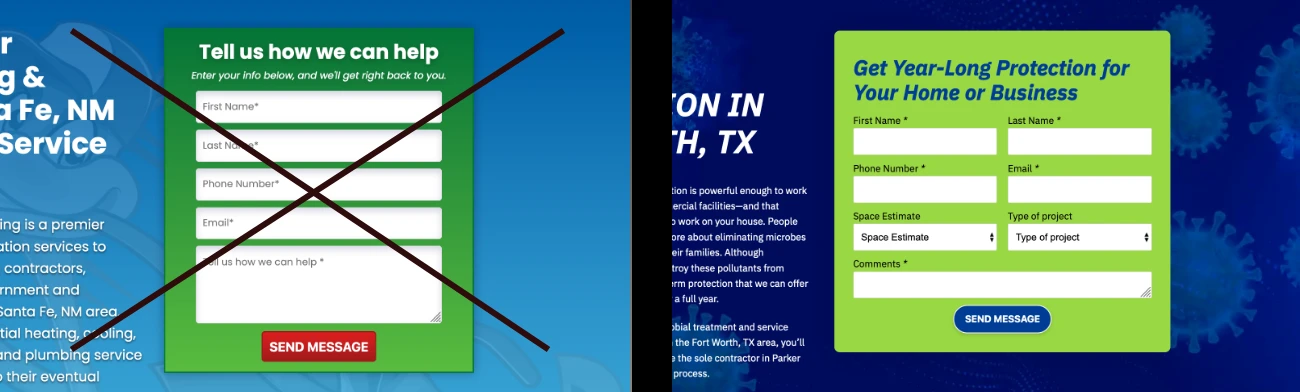 r
g &
a Fe, NM
Service
ing is a premier
ation services to
contractors,
rnment and
Santa Fe, NM area
tial heating, cooling,
and plumbing service
o their eventual
Tell us how we can help
Enter your info below, and we'll get right back to you.
First Name*
Last Name*
Phone Number*
Email*
Tell us how we can help *
SEND MESSAGE
ION IN
TH, TX
tion is powerful enough to work
ercial facilities—and that
o work on your house. People
ore about eliminating microbes
eir families. Although
troy these pollutants from
erm protection that we can offer
a full year.
obial treatment and service
n the Fort Worth, TX area, you'll
e the sole contractor in Parker
process.
Get Year-Long Protection for
Your Home or Business
First Name * Last Name *
Phone Number * Email *
Space Estimate Type of project
Space Estimate Type of project
Comments *
SEND MESSAGE